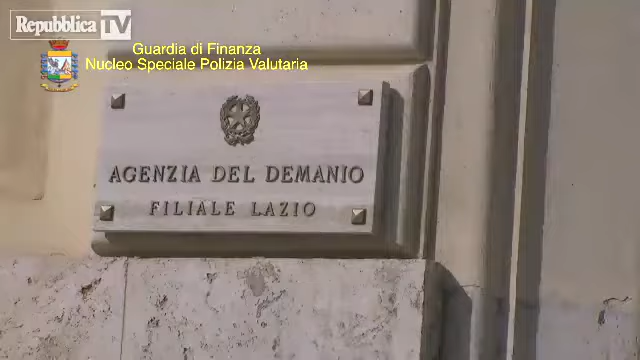 Repubblica TV
Guardia di Finanza
Nucleo Speciale Polizia Valutaria
AGENZIA DEL DEMANIO
FILIALE LAZIO